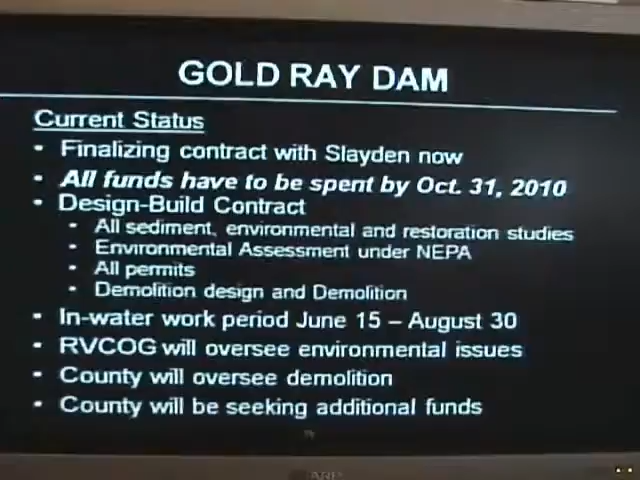 GOLD RAY DAM
Current Status
• Finalizing contract with Slayden now
• All funds have to be spent by Oct. 31, 2010
• Design-Build Contract
• All sediment, environmental and restoration studies
• Environmental Assessment under NEPA
• All permits
• Demolition design and Demolition
• In-water work period June 15 – August 30
• RVCOG will oversee environmental issues
• County will oversee demolition
• County will be seeking additional funds